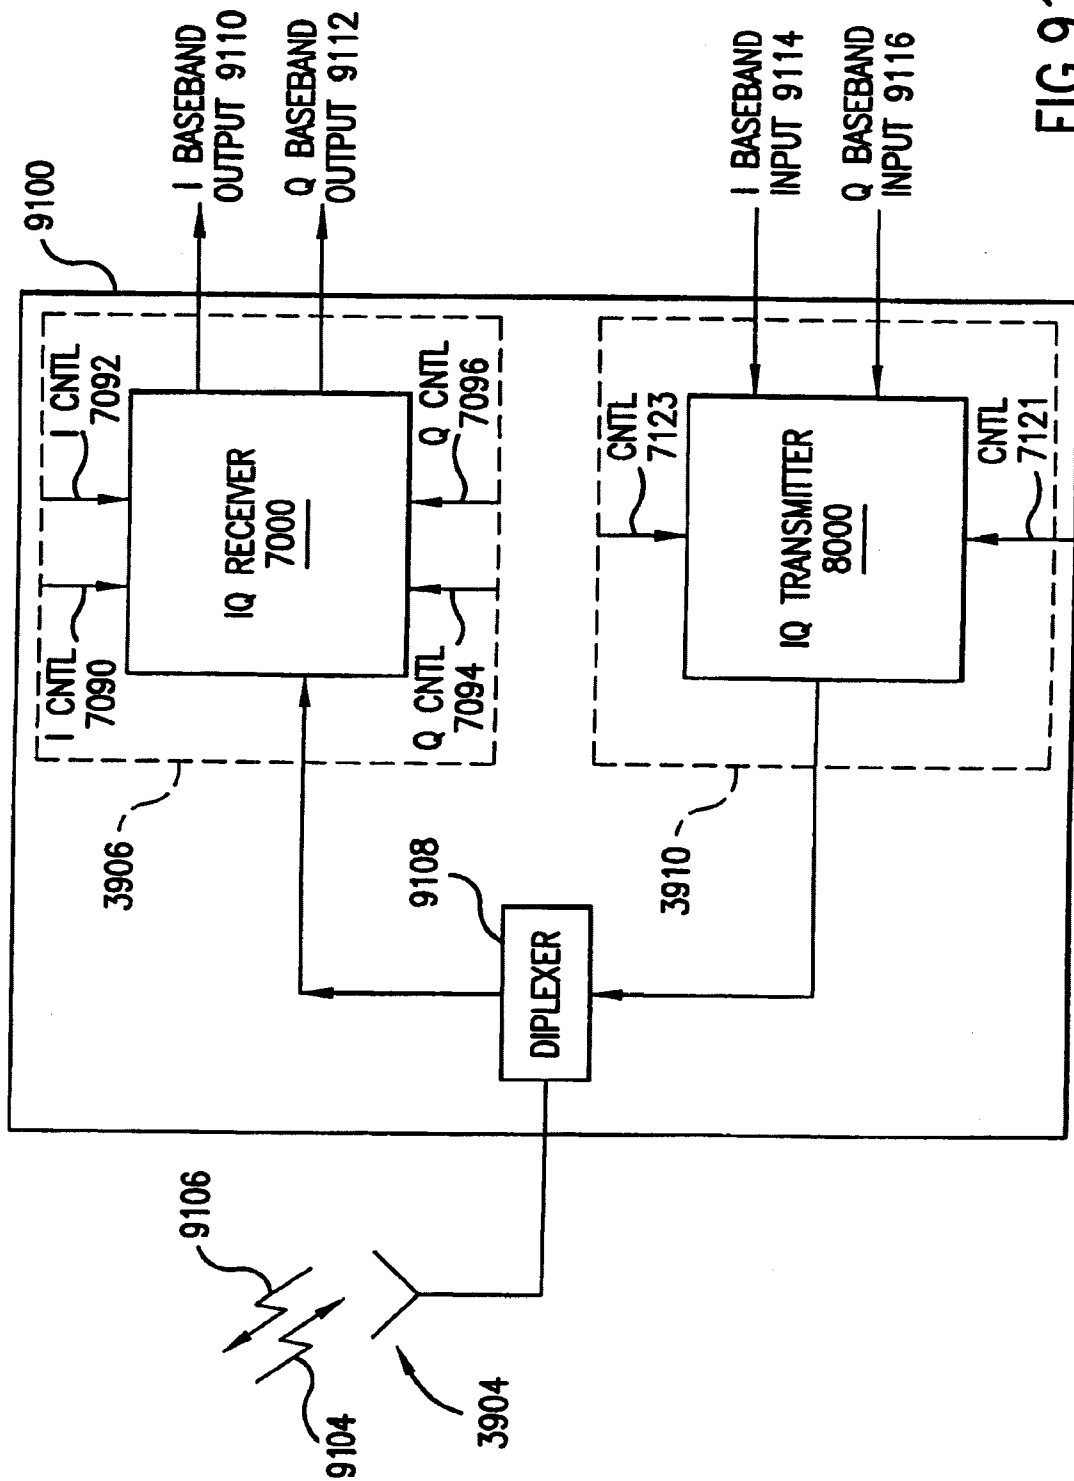 9100
I BASEBAND
OUTPUT 9110
Q BASEBAND
OUTPUT 9112
I BASEBAND
INPUT 9114
Q BASEBAND
INPUT 9116
I CNTL
7090
I CNTL
7092
IQ RECEIVER
7000
Q CNTL
7094
Q CNTL
7096
3906
CNTL
7123
IQ TRANSMITTER
8000
CNTL
7121
3910
9108
DIPLEXER
9106
9104
3904
FIG.